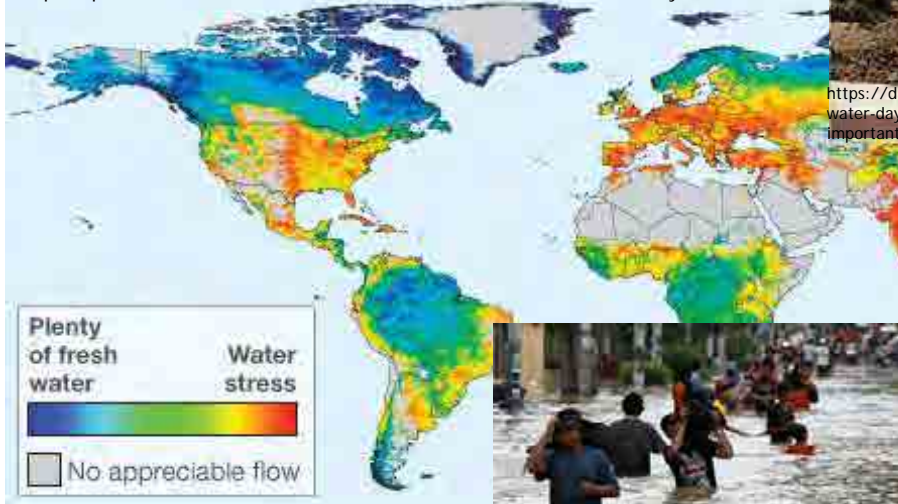 https://d
water-day
important
Plenty
of fresh Water
water stress
No appreciable flow